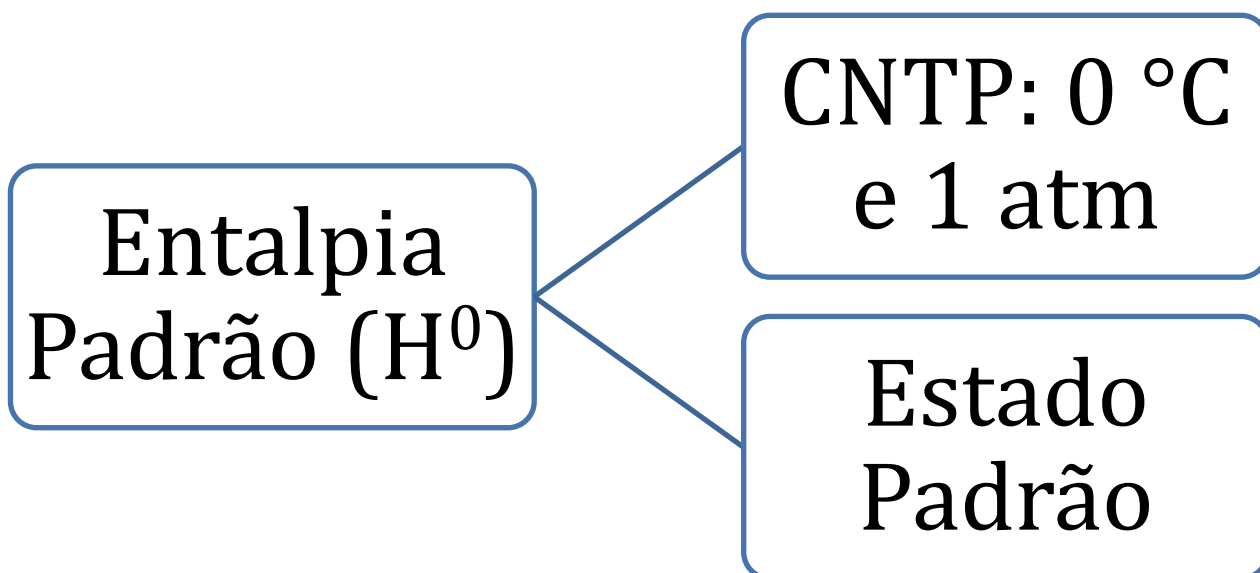 Entalpia
Padrão (H⁰)
CNTP: 0 °C
e 1 atm
Estado
Padrão